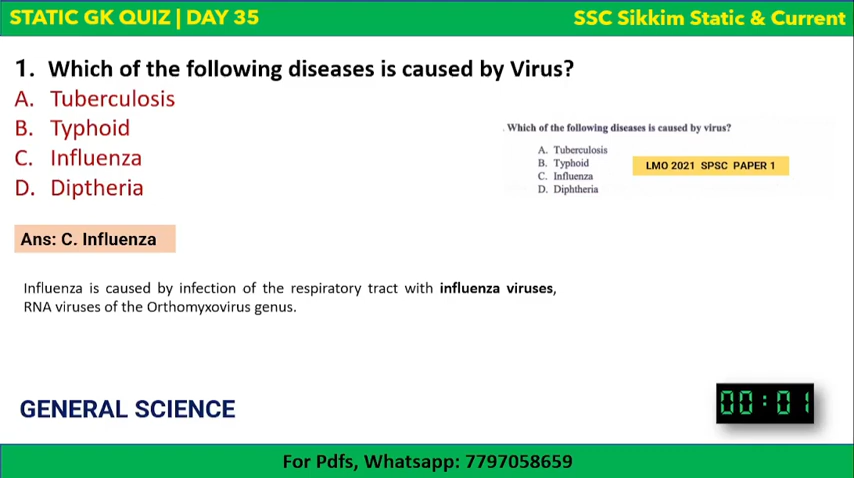 STATIC GK QUIZ | DAY 35
SSC Sikkim Static & Current
1. Which of the following diseases is caused by Virus?
A. Tuberculosis
B. Typhoid
C. Influenza
D. Diptheria
. Which of the following diseases is caused by virus?
A. Tuberculosis
B. Typhoid
C. Influenza
D. Diphtheria
LMO 2021 SPSC PAPER 1
Ans: C. Influenza
Influenza is caused by infection of the respiratory tract with influenza viruses,
RNA viruses of the Orthomyxovirus genus.
GENERAL SCIENCE
00:01
For Pdfs, Whatsapp: 7797058659